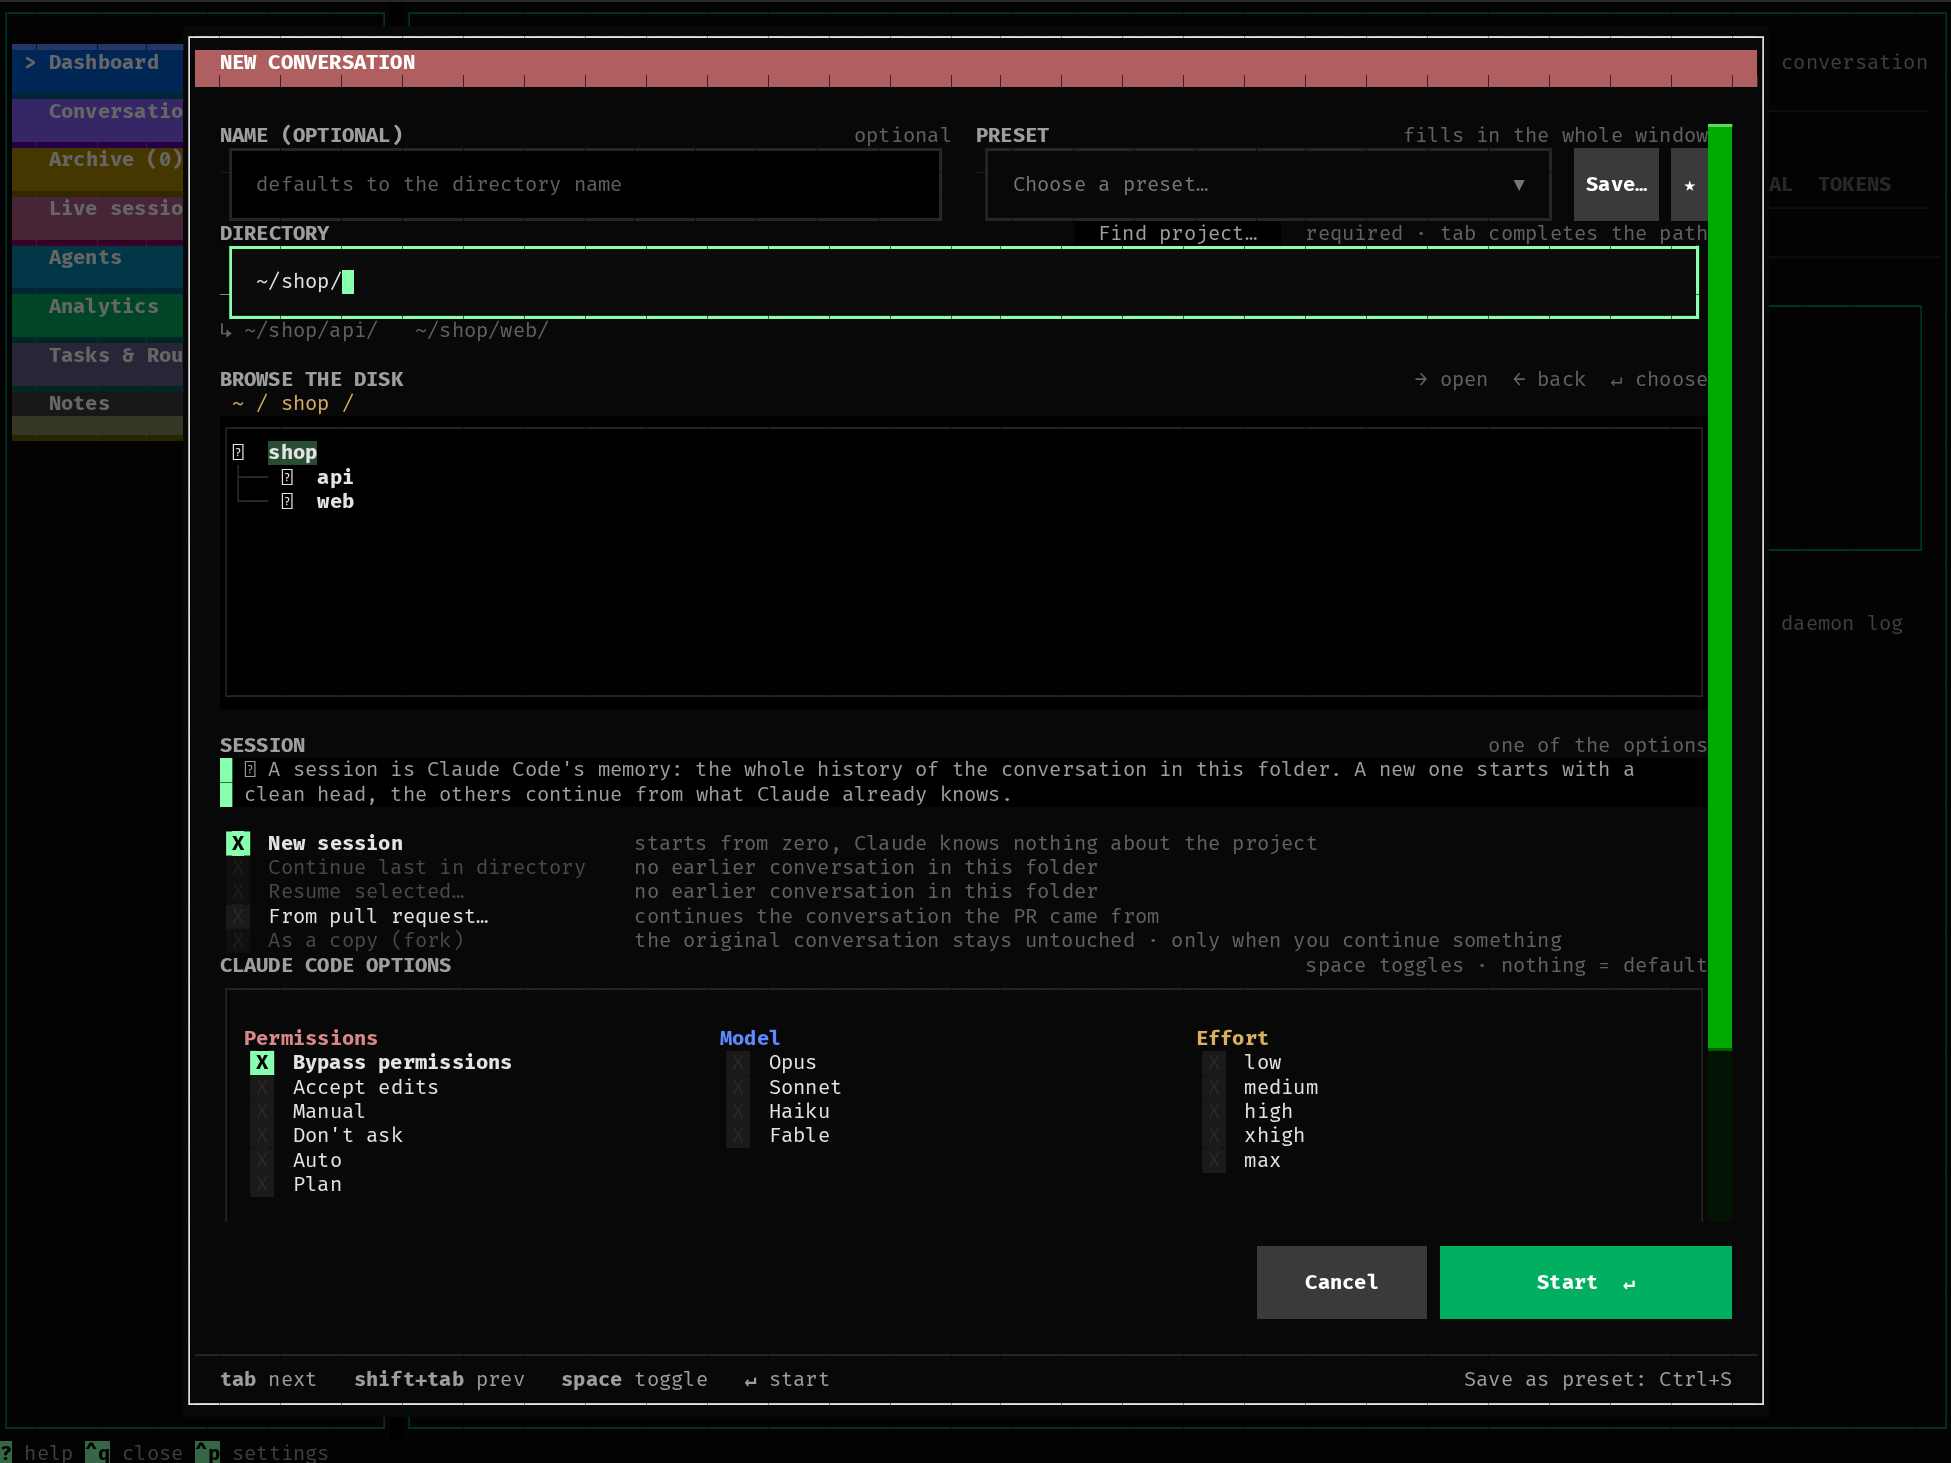 NEW CONVERSATION
> Dashboard
Conversatio
Archive (0)
Live sessio
Agents
Analytics
Tasks & Rou
Notes
conversation
AL TOKENS
daemon log
NAME (OPTIONAL) optional
defaults to the directory name
PRESET fills in the whole window
Choose a preset… ▼ Save… ★
DIRECTORY Find project… required · tab completes the path
~/shop/
↳ ~/shop/api/ ~/shop/web/
BROWSE THE DISK → open ← back ↵ choose
~ / shop /
shop
api
web
SESSION one of the options
A session is Claude Code's memory: the whole history of the conversation in this folder. A new one starts with a
clean head, the others continue from what Claude already knows.
X New session starts from zero, Claude knows nothing about the project
X Continue last in directory no earlier conversation in this folder
X Resume selected… no earlier conversation in this folder
X From pull request… continues the conversation the PR came from
X As a copy (fork) the original conversation stays untouched · only when you continue something
CLAUDE CODE OPTIONS space toggles · nothing = default
Permissions
X Bypass permissions
X Accept edits
X Manual
X Don't ask
X Auto
X Plan
Model
X Opus
X Sonnet
X Haiku
X Fable
Effort
X low
X medium
X high
X xhigh
X max
Cancel Start ↵
tab next shift+tab prev space toggle ↵ start Save as preset: Ctrl+S
? help ^q close ^p settings